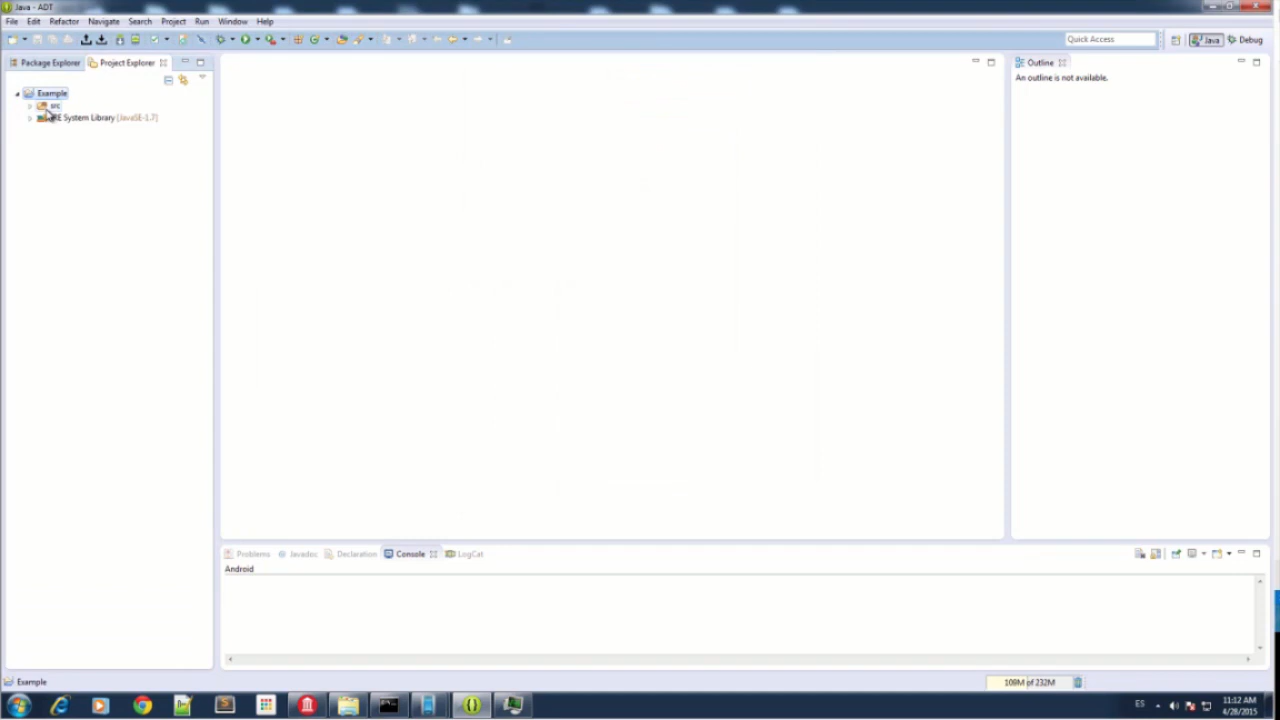 Java - ADT
File Edit Refactor Navigate Search Project Run Window Help
Quick Access Java Debug
Package Explorer Project Explorer
Outline
An outline is not available.
Example
src
RE System Library [JavaSE-1.7]
Problems Javadoc Declaration Console LogCat
Android
Example
108M of 232M
ES 11:12 AM
4/28/2015